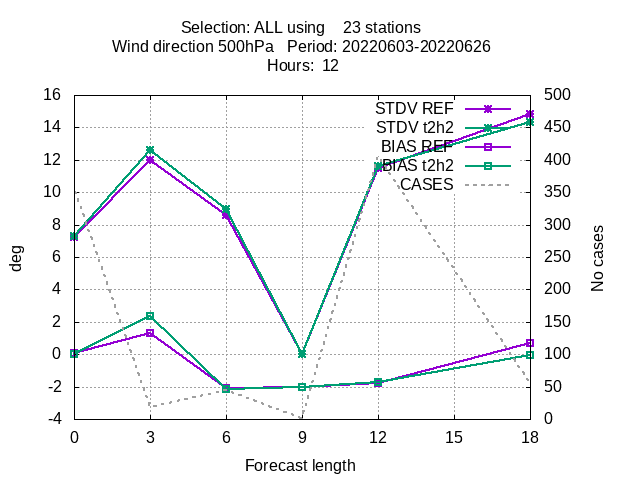 Selection: ALL using 23 stations
Wind direction 500hPa Period: 20220603-20220626
Hours: 12
16 500
14 450
12 400
10 350
8 300
6 250
4 200
2 150
0 100
-2 50
-4 0
STDV REF
STDV t2h2
BIAS REF
BIAS t2h2
CASES
deg
No cases
0 3 6 9 12 15 18
Forecast length